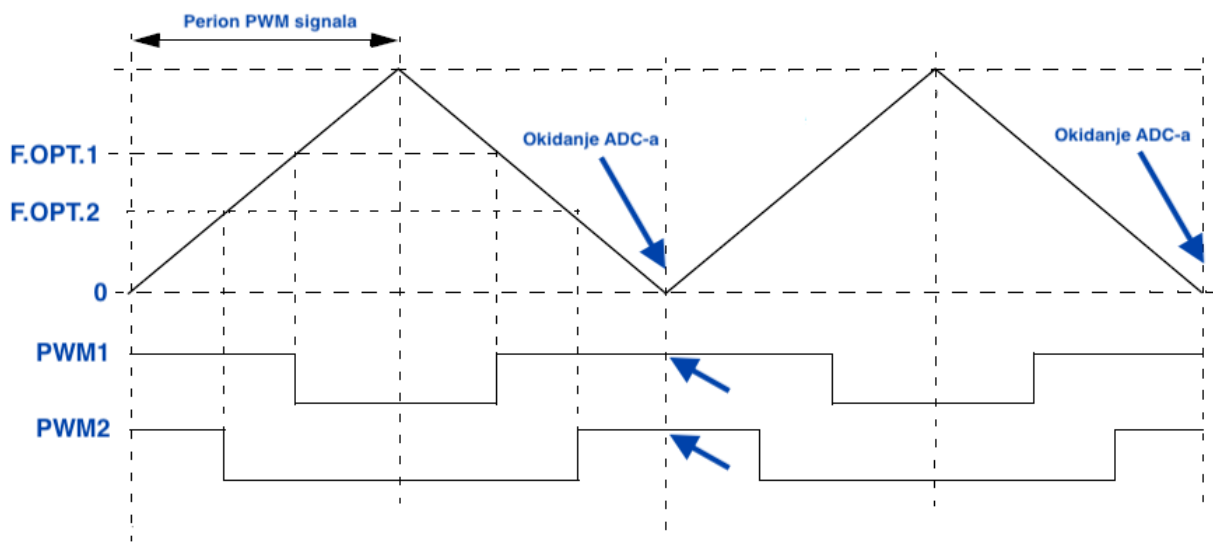 Perion PWM signala
Okidanje ADC-a
Okidanje ADC-a
F.OPT.1
F.OPT.2
0
PWM1
PWM2